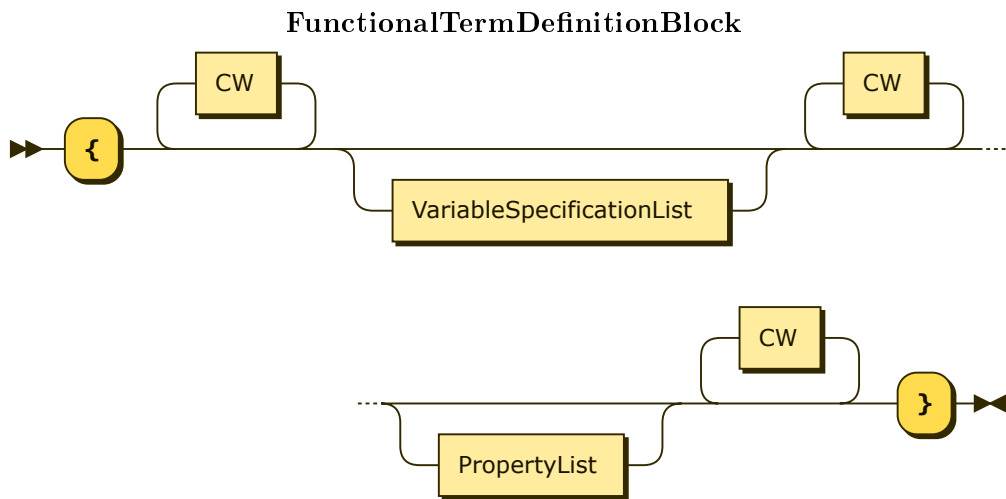 FunctionalTermDefinitionBlock
CW CW
{
VariableSpecificationList
CW
}
PropertyList